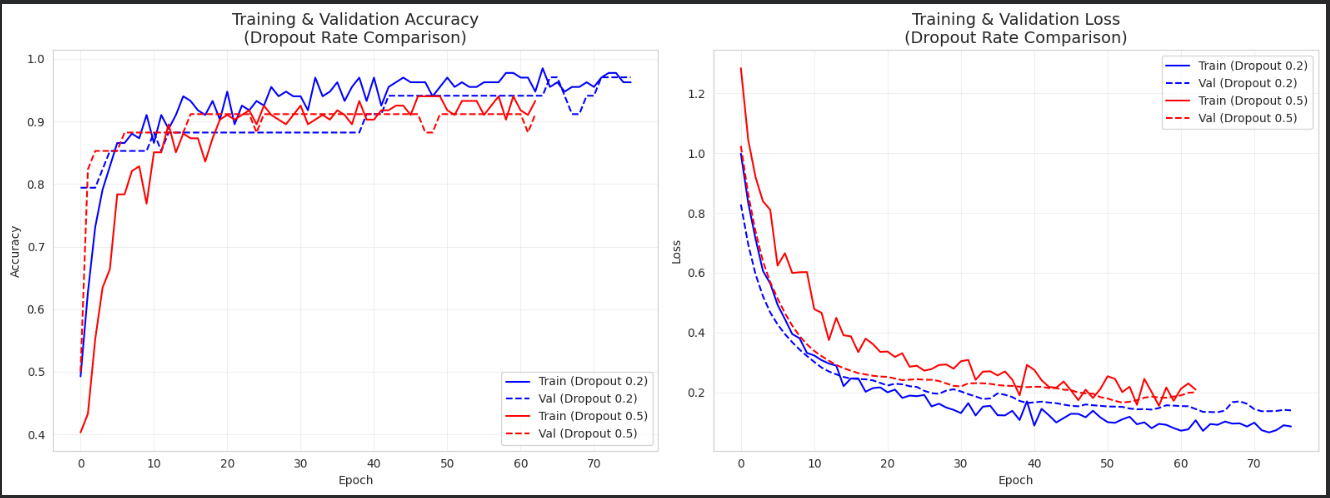 Training & Validation Accuracy
(Dropout Rate Comparison)
1.0
0.9
0.8
0.7
0.6
0.5
0.4
Accuracy
0 10 20 30 40 50 60 70
Epoch
Train (Dropout 0.2)
Val (Dropout 0.2)
Train (Dropout 0.5)
Val (Dropout 0.5)
Training & Validation Loss
(Dropout Rate Comparison)
1.2
1.0
0.8
0.6
0.4
0.2
Loss
0 10 20 30 40 50 60 70
Epoch
Train (Dropout 0.2)
Val (Dropout 0.2)
Train (Dropout 0.5)
Val (Dropout 0.5)